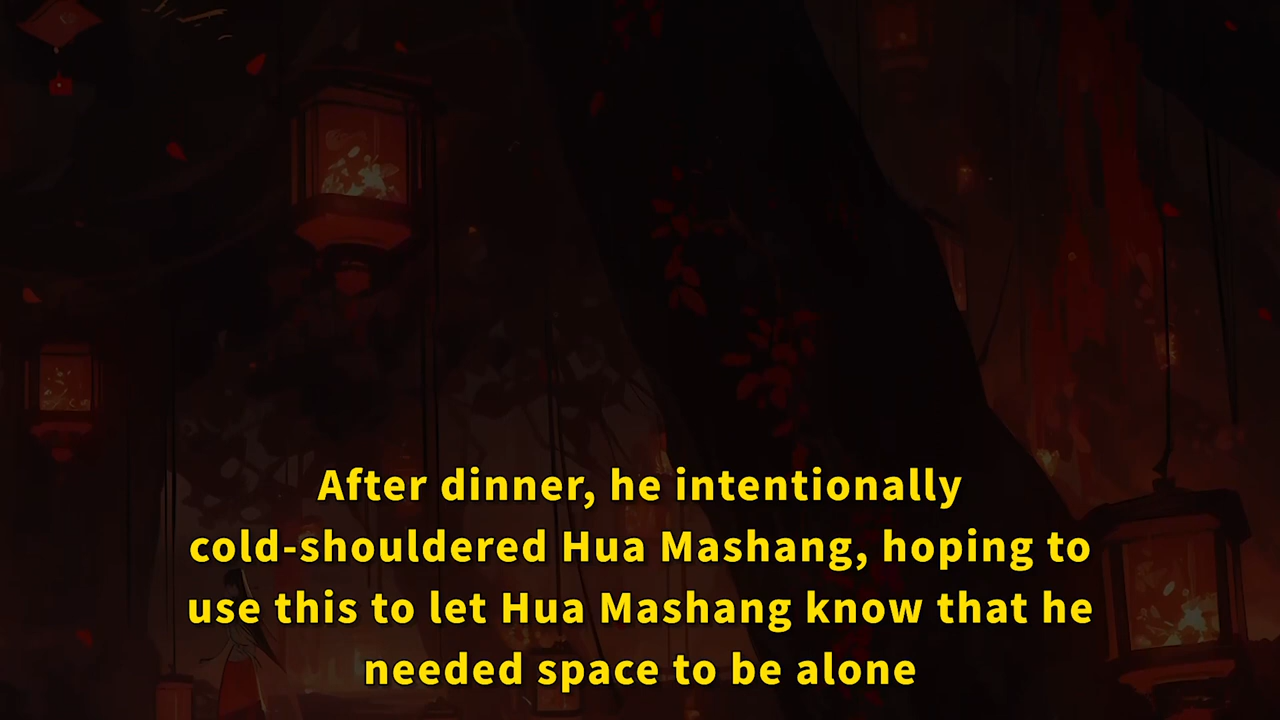 After dinner, he intentionally
cold-shouldered Hua Mashang, hoping to
use this to let Hua Mashang know that he
needed space to be alone